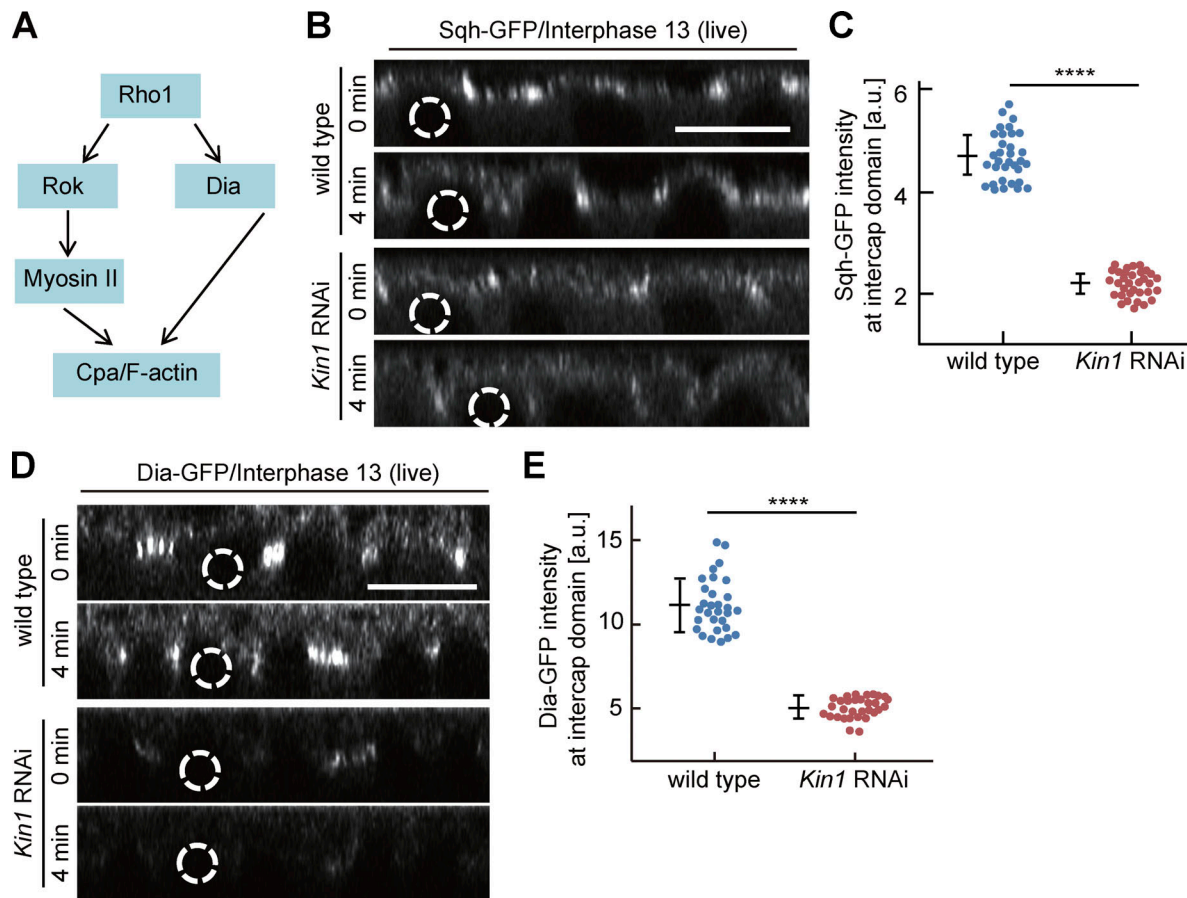 A
Rho1
Rok
Dia
Myosin II
Cpa/F-actin
B
Sqh-GFP/Interphase 13 (live)
wild type
0 min
4 min
Kin1 RNAi
0 min
4 min
C
****
Sqh-GFP intensity
at intercap domain [a.u.]
6
4
2
wild type
Kin1 RNAi
D
Dia-GFP/Interphase 13 (live)
wild type
0 min
4 min
Kin1 RNAi
0 min
4 min
E
****
Dia-GFP intensity
at intercap domain [a.u.]
15
10
5
wild type
Kin1 RNAi